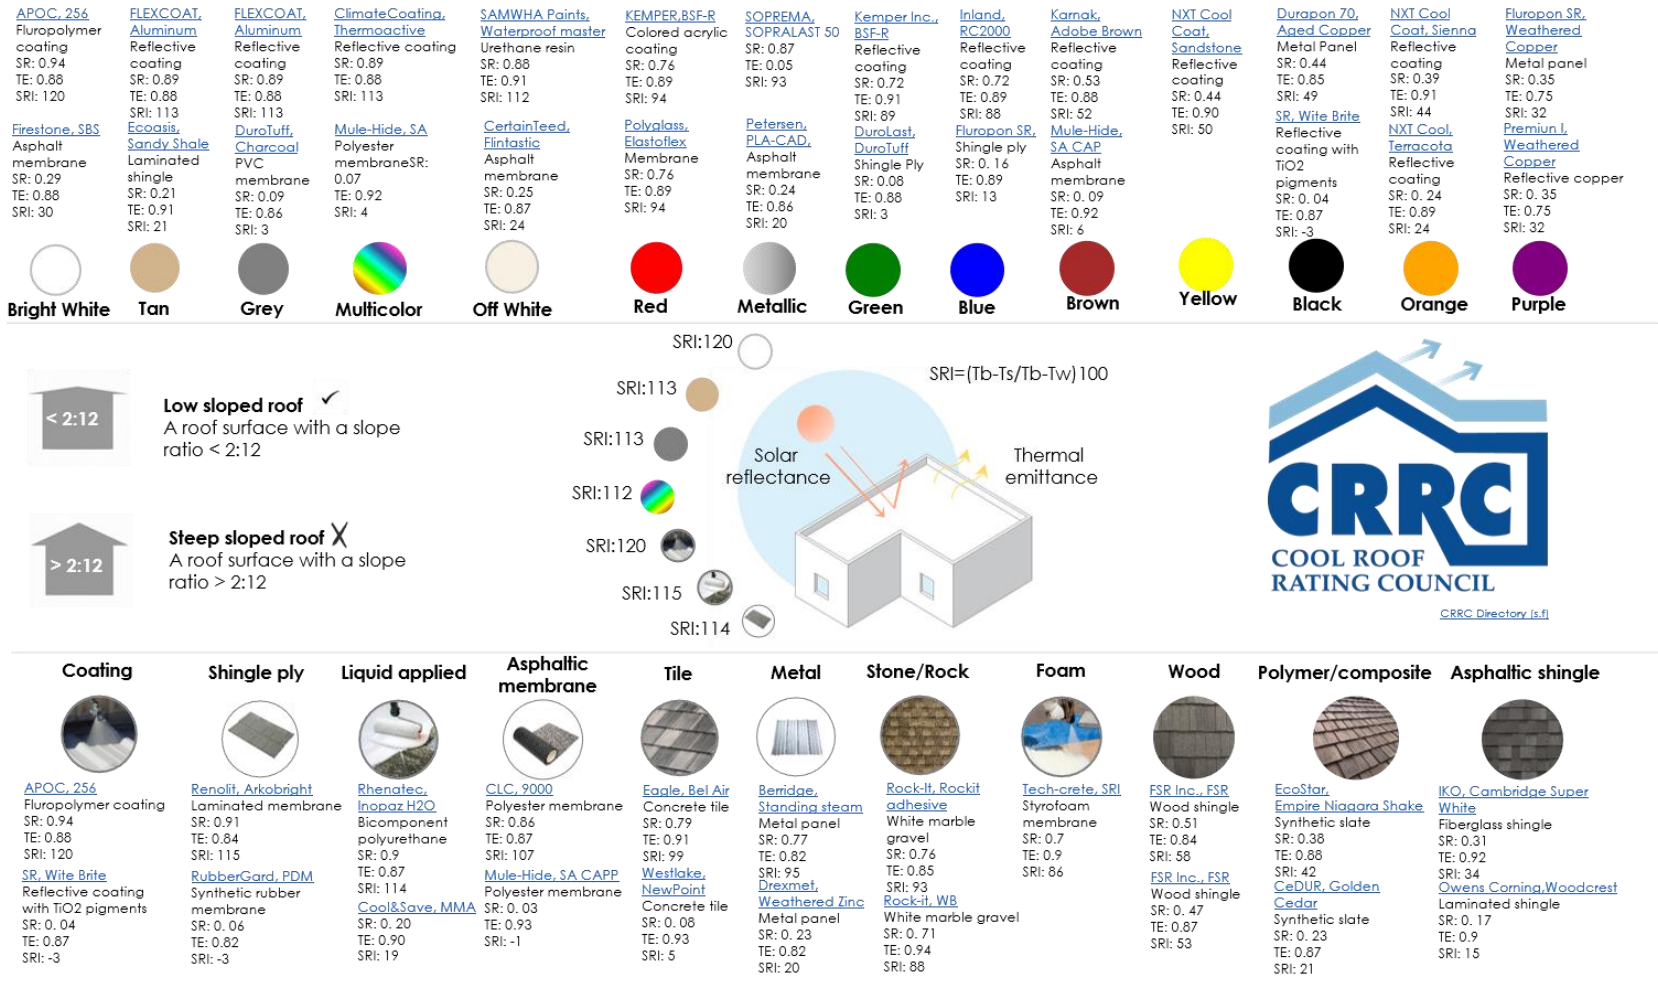 APOC, 256
Fluropolymer
coating
SR: 0.94
TE: 0.88
SRI: 120
Firestone, SBS
Asphalt
membrane
SR: 0.29
TE: 0.88
SRI: 30
Bright White
FLEXCOAT,
Aluminum
Reflective
coating
SR: 0.89
TE: 0.88
SRI: 113
Ecoasis,
Sandy Shale
Laminated
shingle
SR: 0.21
TE: 0.91
SRI: 21
Tan
FLEXCOAT,
Aluminum
Reflective
coating
SR: 0.89
TE: 0.88
SRI: 113
DuroTuff,
Charcoal
PVC
membrane
SR: 0.09
TE: 0.86
SRI: 3
Grey
ClimateCoating,
Thermoactive
Reflective coating
SR: 0.89
TE: 0.88
SRI: 113
Mule-Hide, SA
Polyester
membraneSR:
0.07
TE: 0.92
SRI: 4
Multicolor
SAMWHA Paints,
Waterproof master
Urethane resin
SR: 0.88
TE: 0.91
SRI: 112
CertainTeed,
Flintastic
Asphalt
membrane
SR: 0.25
TE: 0.87
SRI: 24
Off White
KEMPER,BSF-R
Colored acrylic
coating
SR: 0.76
TE: 0.89
SRI: 94
Polyglass,
Elastoflex
Membrane
SR: 0.76
TE: 0.89
SRI: 94
Red
SOPREMA,
SOPRALAST 50
SR: 0.87
TE: 0.05
SRI: 93
Petersen,
PLA-CAD,
Asphalt
membrane
SR: 0.24
TE: 0.86
SRI: 20
Metallic
Kemper Inc.,
BSF-R
Reflective
coating
SR: 0.72
TE: 0.91
SRI: 89
DuroLast,
DuroTuff
Shingle Ply
SR: 0.08
TE: 0.88
SRI: 3
Green
Inland,
RC2000
Reflective
coating
SR: 0.72
TE: 0.89
SRI: 88
Fluropon SR,
Shingle ply
SR: 0. 16
TE: 0.89
SRI: 13
Blue
Karnak,
Adobe Brown
Reflective
coating
SR: 0.53
TE: 0.88
SRI: 52
Mule-Hide,
SA CAP
Asphalt
membrane
SR: 0. 09
TE: 0.92
SRI: 6
Brown
NXT Cool
Coat,
Sandstone
Reflective
coating
SR: 0.44
TE: 0.90
SRI: 50
Yellow
Durapon 70,
Aged Copper
Metal Panel
SR: 0.44
TE: 0.85
SRI: 49
SR, Wite Brite
Reflective
coating with
TiO2
pigments
SR: 0. 04
TE: 0.87
SRI: -3
Black
NXT Cool
Coat, Sienna
Reflective
coating
SR: 0.39
TE: 0.91
SRI: 44
NXT Cool,
Terracota
Reflective
coating
SR: 0. 24
TE: 0.89
SRI: 24
Orange
Fluropon SR,
Weathered
Copper
Metal panel
SR: 0.35
TE: 0.75
SRI: 32
Premiun I,
Weathered
Copper
Reflective copper
SR: 0. 35
TE: 0.75
SRI: 32
Purple
< 2:12
Low sloped roof ✓
A roof surface with a slope
ratio < 2:12
> 2:12
Steep sloped roof X
A roof surface with a slope
ratio > 2:12
SRI:120
SRI:113
SRI:113
SRI:112
SRI:120
SRI:115
SRI:114
SRI=(Tb-Ts/Tb-Tw)100
Solar
reflectance
Thermal
emittance
CRRC
COOL ROOF
RATING COUNCIL
CRRC Directory (s.f)
Coating
APOC, 256
Fluropolymer coating
SR: 0.94
TE: 0.88
SRI: 120
SR, Wite Brite
Reflective coating
with TiO2 pigments
SR: 0. 04
TE: 0.87
SRI: -3
Shingle ply
Renolit, Arkobright
Laminated membrane
SR: 0.91
TE: 0.84
SRI: 115
RubberGard, PDM
Synthetic rubber
membrane
SR: 0. 06
TE: 0.82
SRI: -3
Liquid applied
Rhenatec,
Inopaz H2O
Bicomponent
polyurethane
SR: 0.9
TE: 0.87
SRI: 114
Cool&Save, MMA
SR: 0. 20
TE: 0.90
SRI: 19
Asphaltic
membrane
CLC, 9000
Polyester membrane
SR: 0.86
TE: 0.87
SRI: 107
Mule-Hide, SA CAPP
Polyester membrane
SR: 0. 03
TE: 0.93
SRI: -1
Tile
Eagle, Bel Air
Concrete tile
SR: 0.79
TE: 0.91
SRI: 99
Westlake,
NewPoint
Concrete tile
SR: 0.08
TE: 0.93
SRI: 5
Metal
Berridge,
Standing steam
Metal panel
SR: 0.77
TE: 0.82
SRI: 95
Drexmet,
Weathered Zinc
Metal panel
SR: 0. 23
TE: 0.82
SRI: 20
Stone/Rock
Rock-It, Rockit
adhesive
White marble
gravel
SR: 0.76
TE: 0.85
SRI: 93
Rock-it, WB
White marble gravel
SR: 0. 71
TE: 0.94
SRI: 88
Foam
Tech-crete, SRI
Styrofoam
membrane
SR: 0.7
TE: 0.9
SRI: 86
Wood
FSR Inc., FSR
Wood shingle
SR: 0.51
TE: 0.84
SRI: 58
FSR Inc., FSR
Wood shingle
SR: 0. 47
TE: 0.87
SRI: 53
Polymer/composite
EcoStar,
Empire Niagara Shake
Synthetic slate
SR: 0.38
TE: 0.88
SRI: 42
CeDUR, Golden
Cedar
Synthetic slate
SR: 0. 23
TE: 0.87
SRI: 21
Asphaltic shingle
IKO, Cambridge Super
White
Fiberglass shingle
SR: 0.31
TE: 0.92
SRI: 34
Owens Corning,Woodcrest
Laminated shingle
SR: 0. 17
TE: 0.9
SRI: 15